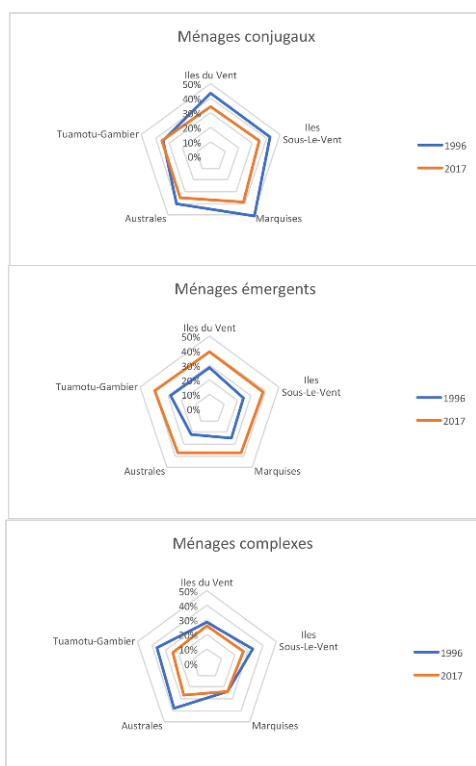 Ménages conjugaux
Iles du Vent
50%
40%
30%
20%
10%
0%
Iles
Sous-Le-Vent
Marquises
Australes
Tuamotu-Gambier
1996
2017
Ménages émergents
Iles du Vent
50%
40%
30%
20%
10%
0%
Iles
Sous-Le-Vent
Marquises
Australes
Tuamotu-Gambier
1996
2017
Ménages complexes
Iles du Vent
50%
40%
30%
20%
10%
0%
Iles
Sous-Le-Vent
Marquises
Australes
Tuamotu-Gambier
1996
2017